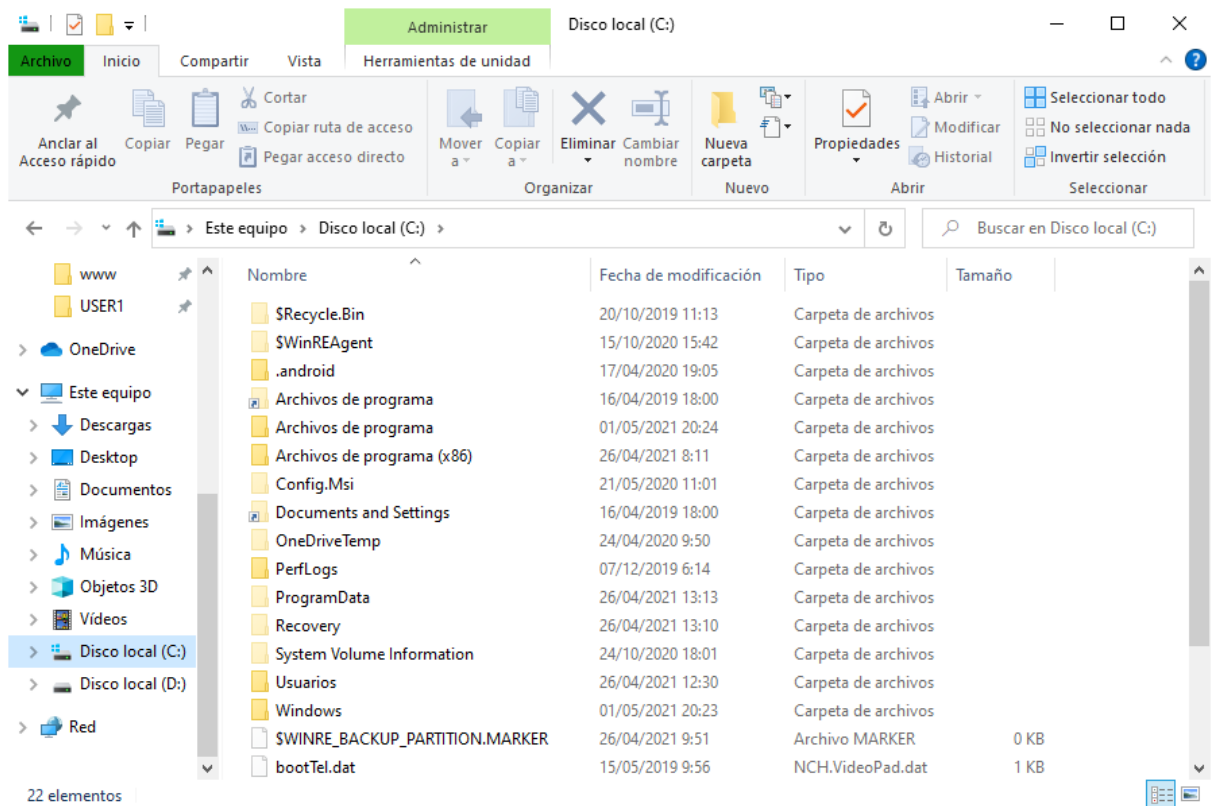 Administrar Disco local (C:)
Archivo Inicio Compartir Vista Herramientas de unidad
Anclar al Acceso rápido
Copiar
Pegar
Cortar
Copiar ruta de acceso
Pegar acceso directo
Portapapeles
Mover a
Copiar a
Eliminar
Cambiar nombre
Organizar
Nueva carpeta
Nuevo
Propiedades
Abrir
Modificar
Historial
Abrir
Seleccionar todo
No seleccionar nada
Invertir selección
Seleccionar
Este equipo > Disco local (C:) >
Buscar en Disco local (C:)
www
USER1
OneDrive
Este equipo
Descargas
Desktop
Documentos
Imágenes
Música
Objetos 3D
Vídeos
Disco local (C:)
Disco local (D:)
Red
Nombre Fecha de modificación Tipo Tamaño
$Recycle.Bin 20/10/2019 11:13 Carpeta de archivos
$WinREAgent 15/10/2020 15:42 Carpeta de archivos
.android 17/04/2020 19:05 Carpeta de archivos
Archivos de programa 16/04/2019 18:00 Carpeta de archivos
Archivos de programa 01/05/2021 20:24 Carpeta de archivos
Archivos de programa (x86) 26/04/2021 8:11 Carpeta de archivos
Config.Msi 21/05/2020 11:01 Carpeta de archivos
Documents and Settings 16/04/2019 18:00 Carpeta de archivos
OneDriveTemp 24/04/2020 9:50 Carpeta de archivos
PerfLogs 07/12/2019 6:14 Carpeta de archivos
ProgramData 26/04/2021 13:13 Carpeta de archivos
Recovery 26/04/2021 13:10 Carpeta de archivos
System Volume Information 24/10/2020 18:01 Carpeta de archivos
Usuarios 26/04/2021 12:30 Carpeta de archivos
Windows 01/05/2021 20:23 Carpeta de archivos
$WINRE_BACKUP_PARTITION.MARKER 26/04/2021 9:51 Archivo MARKER 0 KB
bootTel.dat 15/05/2019 9:56 NCH.VideoPad.dat 1 KB
22 elementos